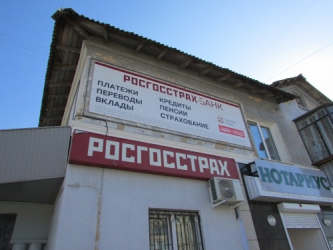 РОСГОССТРАХ БАНК
ПЛАТЕЖИ КРЕДИТЫ
ПЕРЕВОДЫ ПЕНСИИ
ВКЛАДЫ СТРАХОВАНИЕ
РОСГОССТРАХ
НОТАРИУС